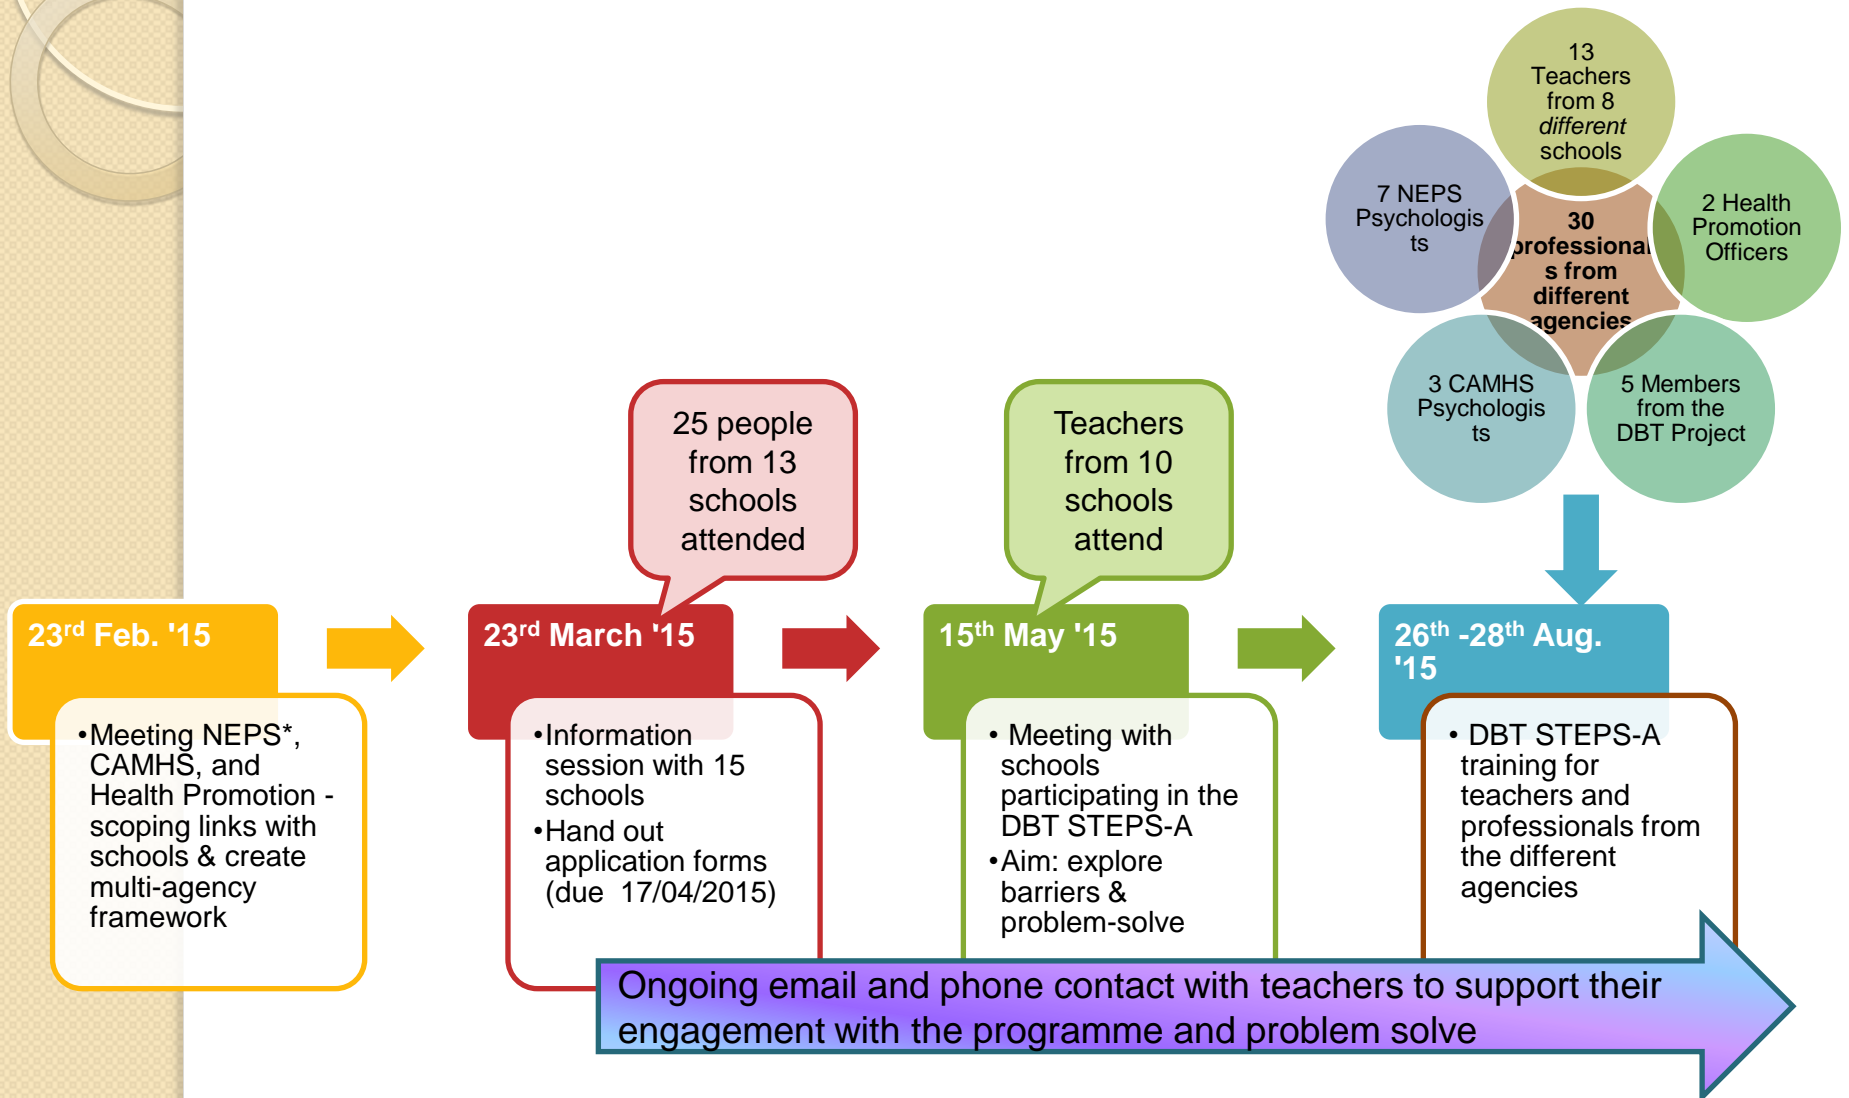 13
Teachers
from 8
different
schools
7 NEPS
Psychologis
ts
30
professional
s from
different
agencies
2 Health
Promotion
Officers
3 CAMHS
Psychologis
ts
5 Members
from the
DBT Project
25 people
from 13
schools
attended
Teachers
from 10
schools
attend
23rd Feb. '15
•Meeting NEPS*,
CAMHS, and
Health Promotion -
scoping links with
schools & create
multi-agency
framework
23rd March '15
•Information
session with 15
schools
•Hand out
application forms
(due 17/04/2015)
15th May '15
• Meeting with
schools
participating in the
DBT STEPS-A
•Aim: explore
barriers &
problem-solve
26th -28th Aug.
'15
• DBT STEPS-A
training for
teachers and
professionals from
the different
agencies
Ongoing email and phone contact with teachers to support their
engagement with the programme and problem solve